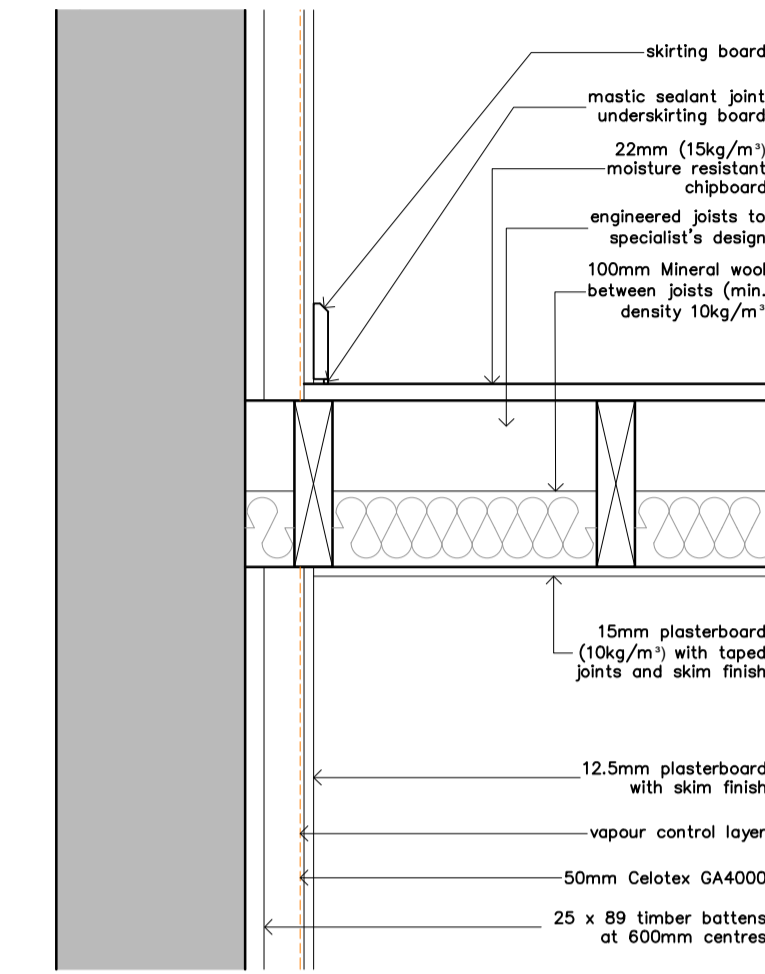 skirting board
mastic sealant joint
underskirting board
22mm (15kg/m³)
moisture resistant
chipboard
engineered joists to
specialist's design
100mm Mineral wool
between joists (min.
density 10kg/m³
15mm plasterboard
(10kg/m³) with taped
joints and skim finish
12.5mm plasterboard
with skim finish
vapour control layer
50mm Celotex GA4000
25 x 89 timber battens
at 600mm centres